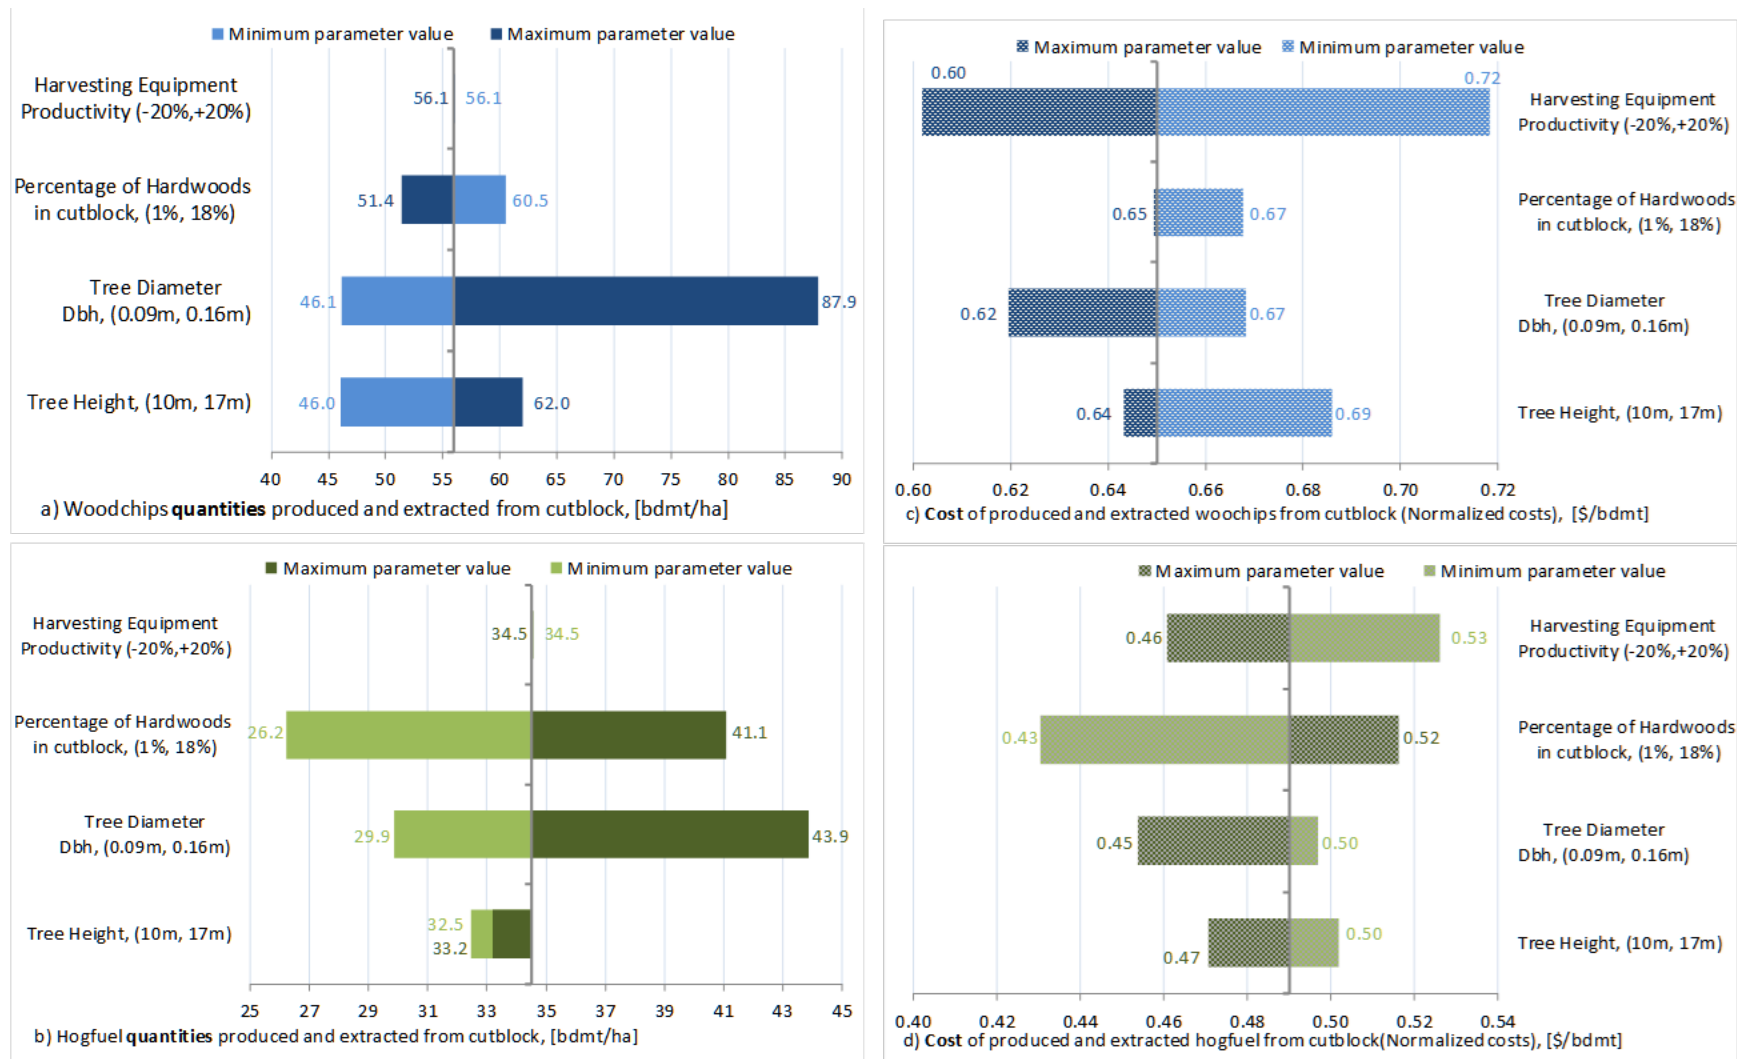 Minimum parameter value Maximum parameter value
Harvesting Equipment
Productivity (-20%,+20%)
56.1 56.1
Percentage of Hardwoods
in cutblock, (1%, 18%)
51.4 60.5
Tree Diameter
Dbh, (0.09m, 0.16m)
46.1 87.9
Tree Height, (10m, 17m)
46.0 62.0
40 45 50 55 60 65 70 75 80 85 90
a) Woodchips quantities produced and extracted from cutblock, [bdmt/ha]
Maximum parameter value Minimum parameter value
0.60 0.72
Harvesting Equipment
Productivity (-20%,+20%)
0.65 0.67
Percentage of Hardwoods
in cutblock, (1%, 18%)
0.62 0.67
Tree Diameter
Dbh, (0.09m, 0.16m)
0.64 0.69
Tree Height, (10m, 17m)
0.60 0.62 0.64 0.66 0.68 0.70 0.72
c) Cost of produced and extracted woochips from cutblock (Normalized costs), [$/bdmt]
Maximum parameter value Minimum parameter value
Harvesting Equipment
Productivity (-20%,+20%)
34.5 34.5
Percentage of Hardwoods
in cutblock, (1%, 18%)
26.2 41.1
Tree Diameter
Dbh, (0.09m, 0.16m)
29.9 43.9
Tree Height, (10m, 17m)
32.5
33.2
25 27 29 31 33 35 37 39 41 43 45
b) Hogfuel quantities produced and extracted from cutblock, [bdmt/ha]
Maximum parameter value Minimum parameter value
0.46 0.53
Harvesting Equipment
Productivity (-20%,+20%)
0.43 0.52
Percentage of Hardwoods
in cutblock, (1%, 18%)
0.45 0.50
Tree Diameter
Dbh, (0.09m, 0.16m)
0.47 0.50
Tree Height, (10m, 17m)
0.40 0.42 0.44 0.46 0.48 0.50 0.52 0.54
d) Cost of produced and extracted hogfuel from cutblock(Normalized costs), [$/bdmt]